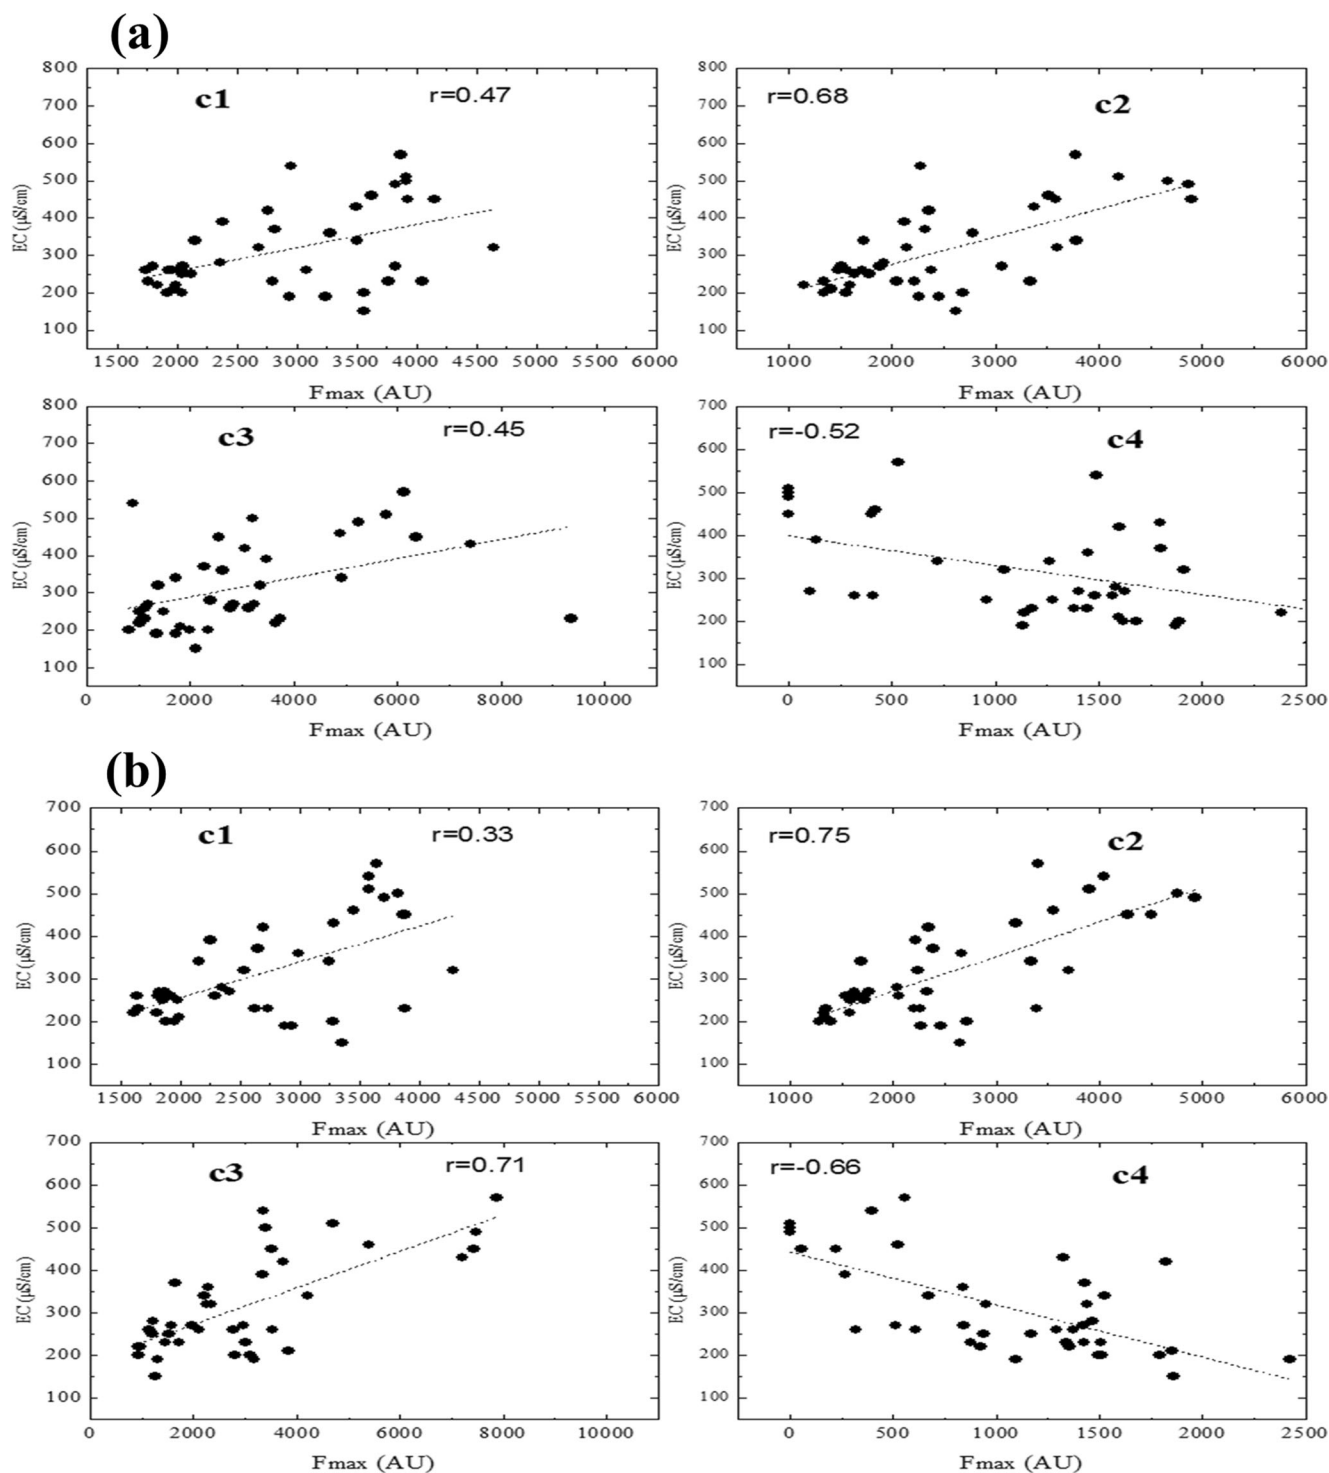 (a)
800
700
600
500
400
300
200
100
EC (μS/cm)
c1
r=0.47
1500 2000 2500 3000 3500 4000 4500 5000 5500 6000
Fmax (AU)
800
700
600
500
400
300
200
100
EC (μS/cm)
r=0.68
c2
1000 2000 3000 4000 5000 6000
Fmax (AU)
800
700
600
500
400
300
200
100
EC (μS/cm)
c3
r=0.45
0 2000 4000 6000 8000 10000
Fmax (AU)
700
600
500
400
300
200
100
EC (μS/cm)
r=-0.52
c4
0 500 1000 1500 2000 2500
Fmax (AU)
(b)
700
600
500
400
300
200
100
EC (μS/cm)
c1
r=0.33
1500 2000 2500 3000 3500 4000 4500 5000 5500 6000
Fmax (AU)
700
600
500
400
300
200
100
EC (μS/cm)
r=0.75
c2
1000 2000 3000 4000 5000 6000
Fmax (AU)
700
600
500
400
300
200
100
EC (μS/cm)
c3
r=0.71
0 2000 4000 6000 8000 10000
Fmax (AU)
700
600
500
400
300
200
100
EC (μS/cm)
r=-0.66
c4
0 500 1000 1500 2000 2500
Fmax (AU)